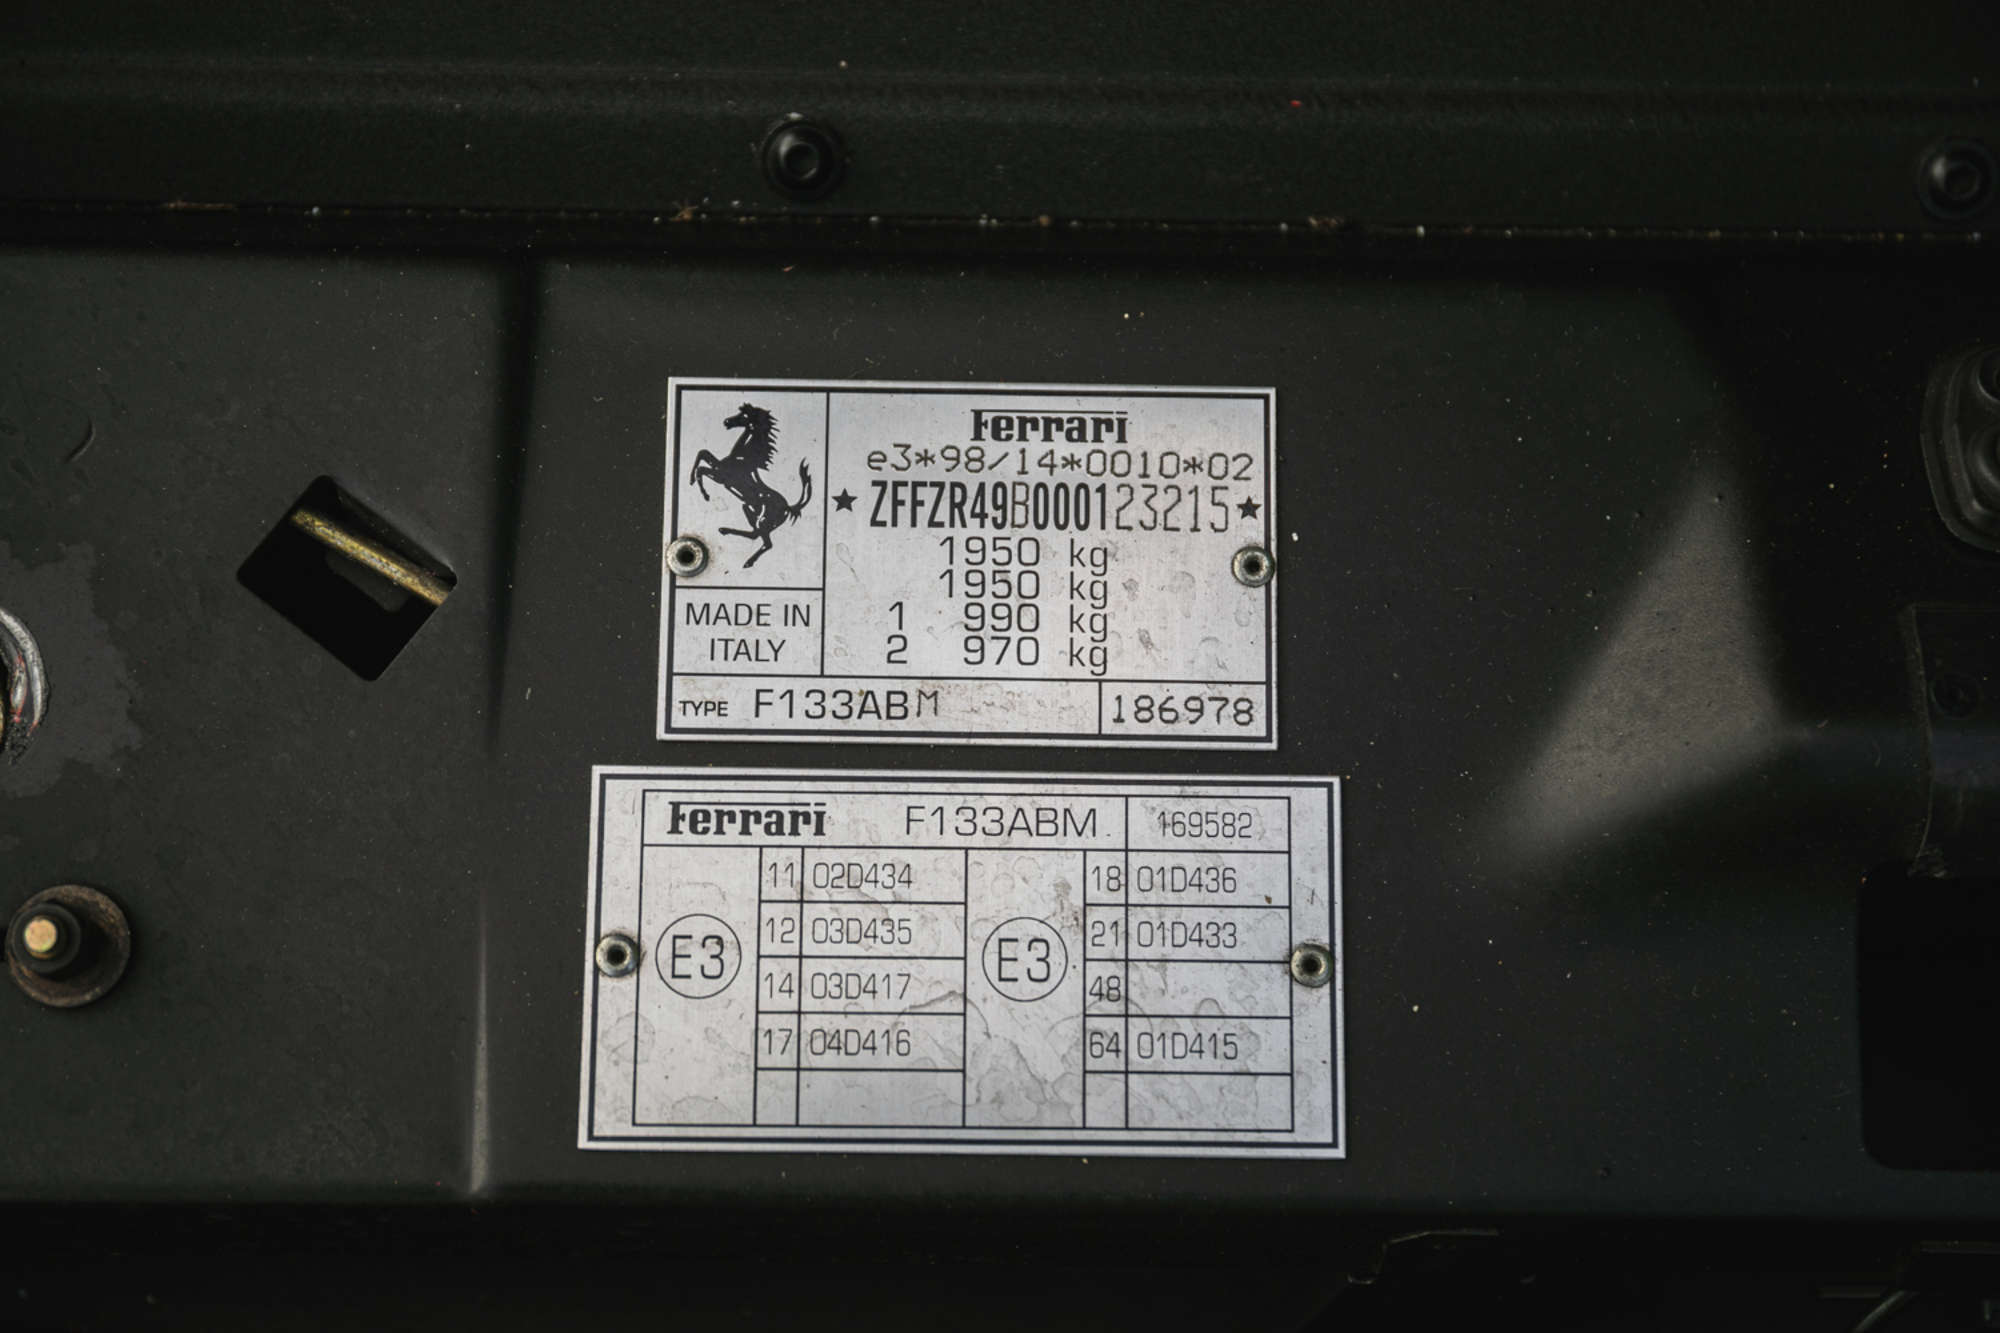 Ferrari
e3*98/14*0010*02
★ ZFFZR49B000123215 ★
1950 kg
1950 kg
1 990 kg
2 970 kg
MADE IN
ITALY
TYPE F133ABM 186978
Ferrari F133ABM 169582
E3
11 02D434
12 03D435
14 03D417
17 04D416
E3
18 01D436
21 01D433
48
64 01D415